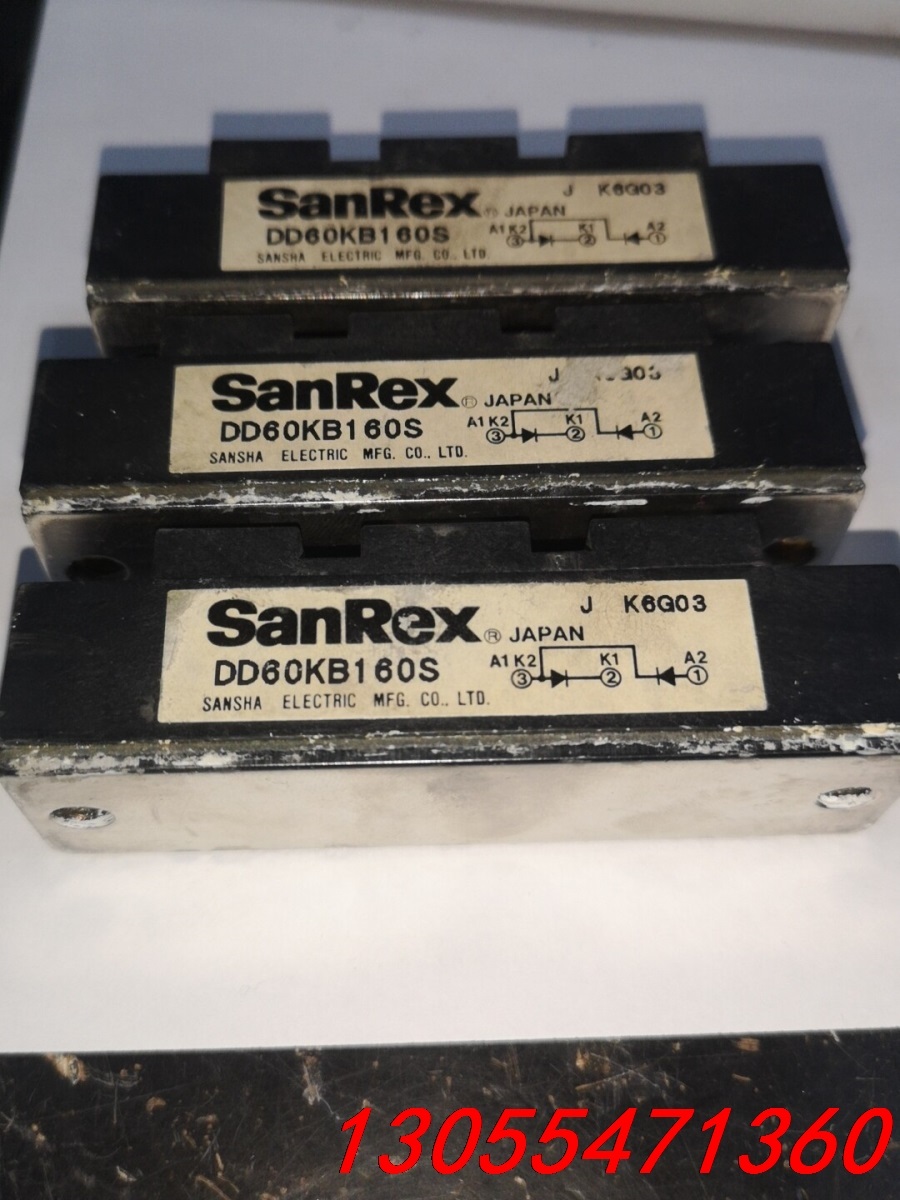 SanRex® JAPAN J K6G03
DD60KB160S A1 K2 ③ K1 ② A2 ①
SANSHA ELECTRIC MFG. CO., LTD.
SanRex® JAPAN J G03
DD60KB160S A1 K2 ③ K1 ② A2 ①
SANSHA ELECTRIC MFG. CO., LTD.
SanRex® JAPAN J K6G03
DD60KB160S A1 K2 ③ K1 ② A2 ①
SANSHA ELECTRIC MFG. CO., LTD.
13055471360